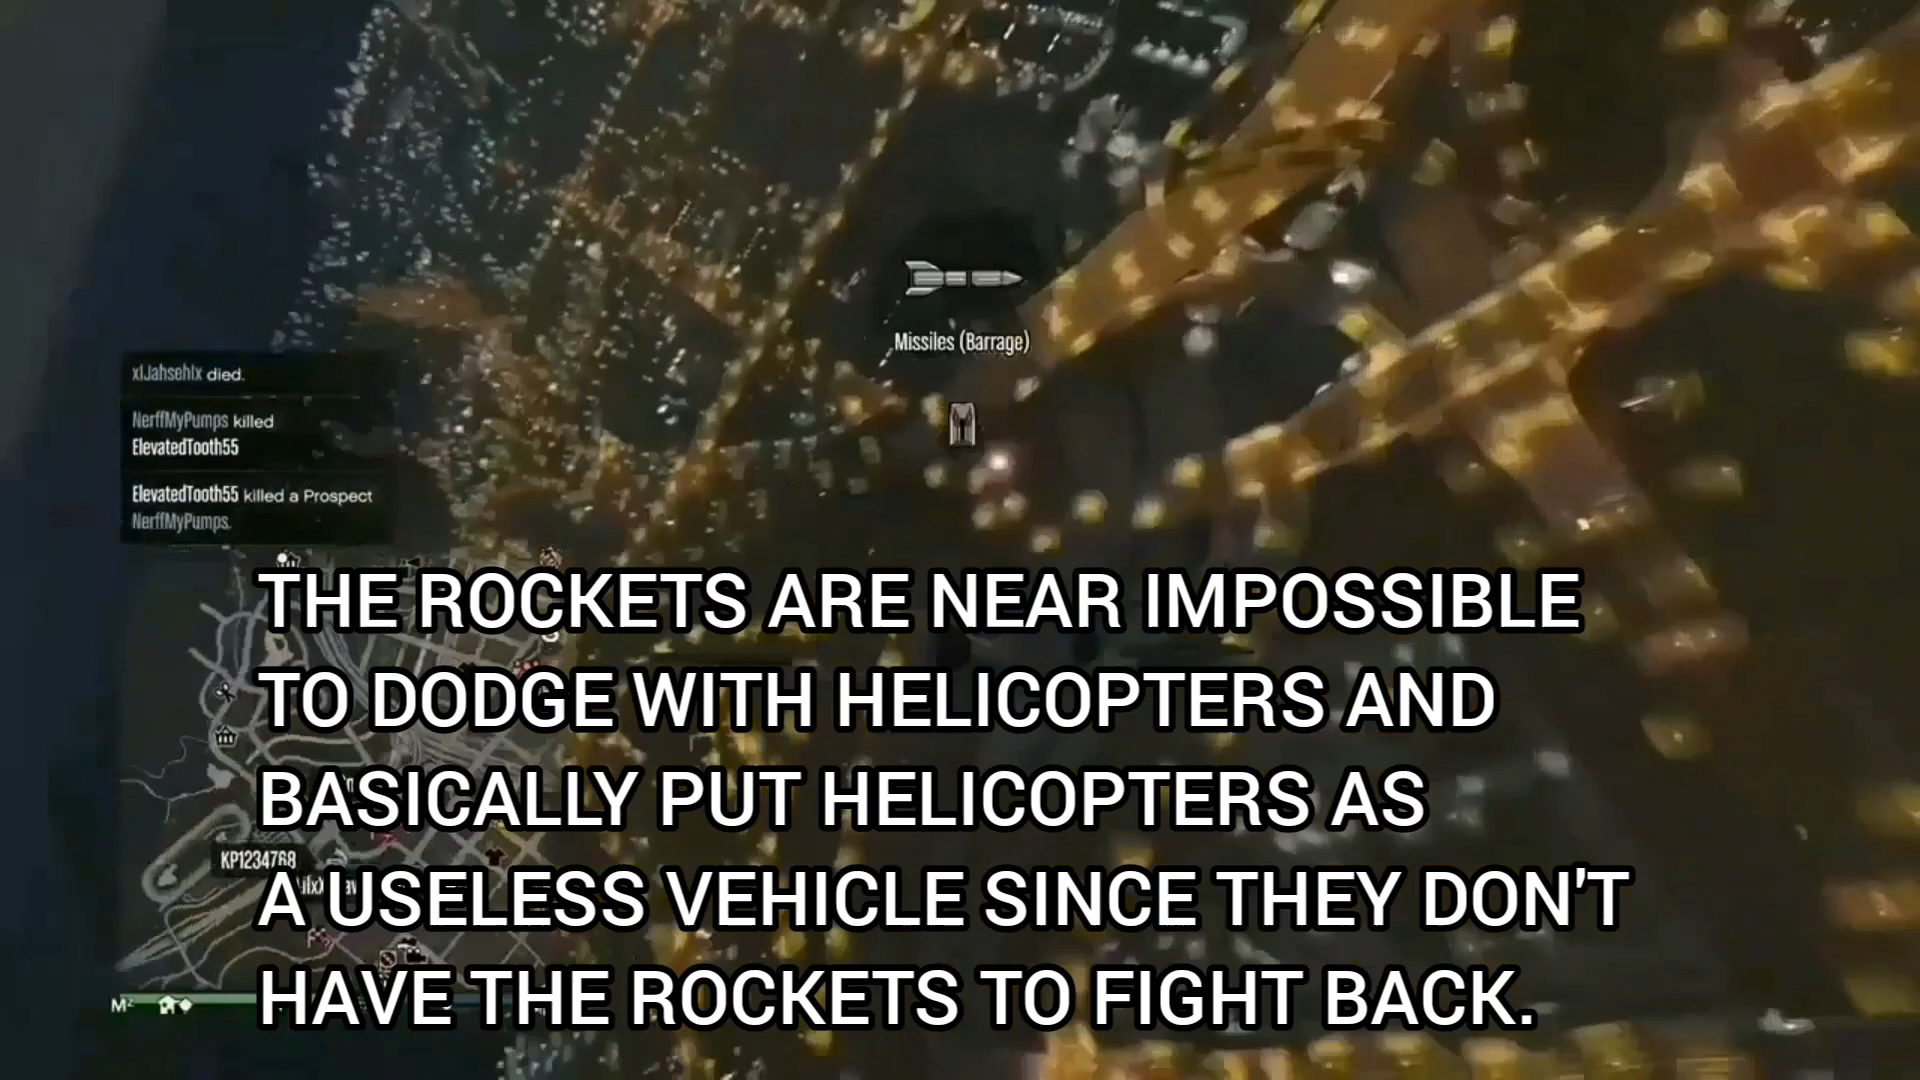 Missiles (Barrage)
xIJahsehIx died.
NerffMyPumps killed
ElevatedTooth55
ElevatedTooth55 killed a Prospect
NerffMyPumps.
THE ROCKETS ARE NEAR IMPOSSIBLE
TO DODGE WITH HELICOPTERS AND
BASICALLY PUT HELICOPTERS AS
KP1234768
A USELESS VEHICLE SINCE THEY DON'T
HAVE THE ROCKETS TO FIGHT BACK.